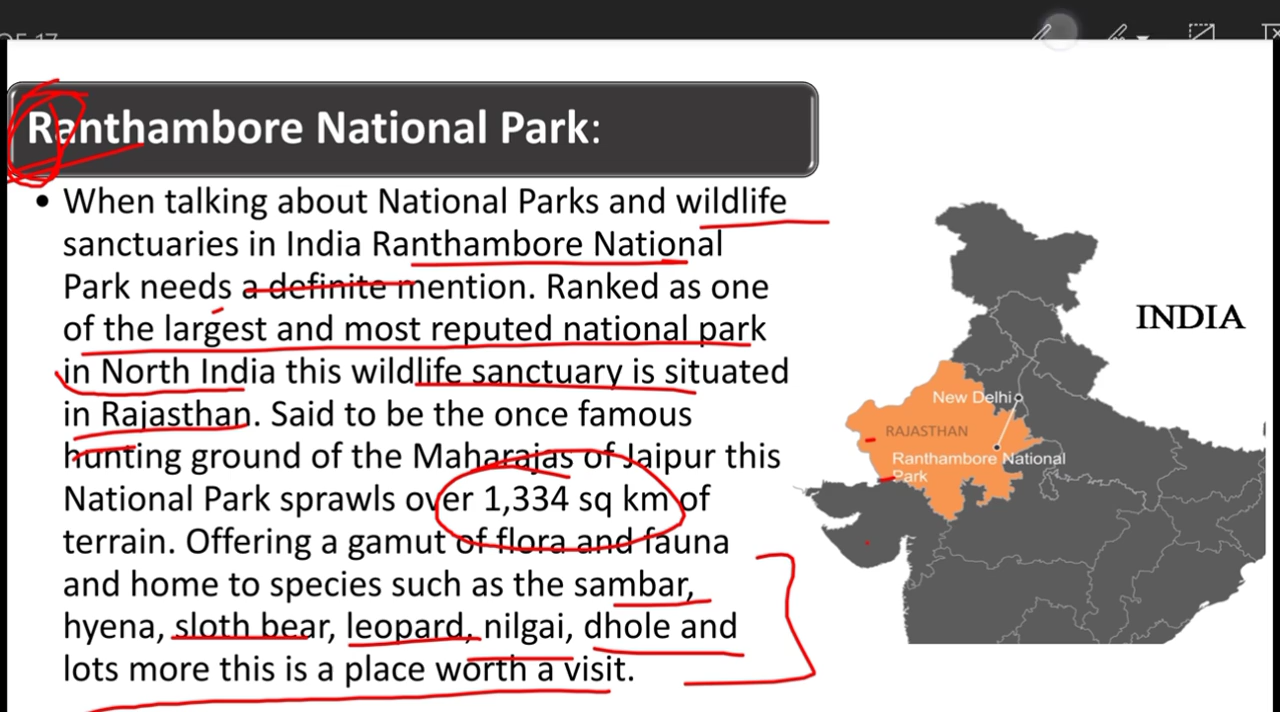 Ranthambore National Park:
• When talking about National Parks and wildlife
sanctuaries in India Ranthambore National
Park needs a definite mention. Ranked as one
of the largest and most reputed national park
in North India this wildlife sanctuary is situated
in Rajasthan. Said to be the once famous
hunting ground of the Maharajas of Jaipur this
National Park sprawls over 1,334 sq km of
terrain. Offering a gamut of flora and fauna
and home to species such as the sambar,
hyena, sloth bear, leopard, nilgai, dhole and
lots more this is a place worth a visit.
INDIA
New Delhi
RAJASTHAN
Ranthambore National
Park